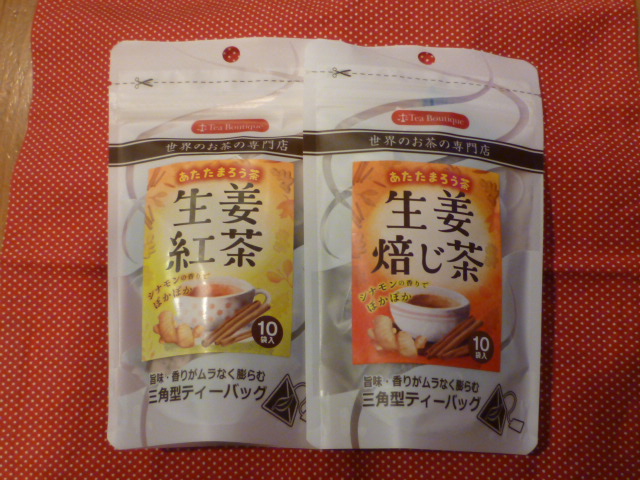 Tea Boutique
世界のお茶の専門店
あたたまろう茶
生姜
紅茶
シナモンの香りで
ぽかぽか
10
袋入
旨味・香りがムラなく膨らむ
三角型ティーバッグ
Tea Boutique
世界のお茶の専門店
あたたまろう茶
生姜
焙じ茶
シナモンの香りで
ぽかぽか
10
袋入
旨味・香りがムラなく膨らむ
三角型ティーバッグ